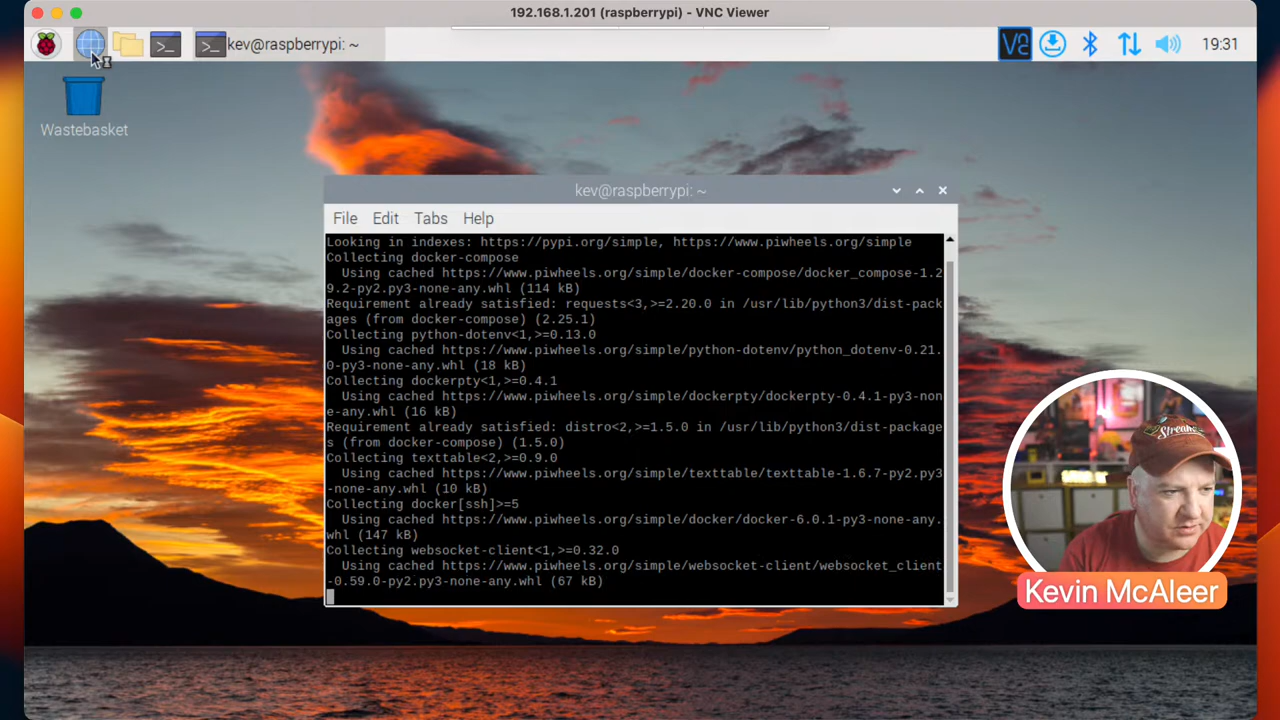 192.168.1.201 (raspberrypi) - VNC Viewer
kev@raspberrypi: ~
19:31
Wastebasket
kev@raspberrypi: ~
File Edit Tabs Help
Looking in indexes: https://pypi.org/simple, https://www.piwheels.org/simple
Collecting docker-compose
Using cached https://www.piwheels.org/simple/docker-compose/docker_compose-1.2
9.2-py2.py3-none-any.whl (114 kB)
Requirement already satisfied: requests<3,>=2.20.0 in /usr/lib/python3/dist-pack
ages (from docker-compose) (2.25.1)
Collecting python-dotenv<1,>=0.13.0
Using cached https://www.piwheels.org/simple/python-dotenv/python_dotenv-0.21.
0-py3-none-any.whl (18 kB)
Collecting dockerpty<1,>=0.4.1
Using cached https://www.piwheels.org/simple/dockerpty/dockerpty-0.4.1-py3-non
e-any.whl (16 kB)
Requirement already satisfied: distro<2,>=1.5.0 in /usr/lib/python3/dist-package
s (from docker-compose) (1.5.0)
Collecting texttable<2,>=0.9.0
Using cached https://www.piwheels.org/simple/texttable/texttable-1.6.7-py2.py3
-none-any.whl (10 kB)
Collecting docker[ssh]>=5
Using cached https://www.piwheels.org/simple/docker/docker-6.0.1-py3-none-any.
whl (147 kB)
Collecting websocket-client<1,>=0.32.0
Using cached https://www.piwheels.org/simple/websocket-client/websocket_client
-0.59.0-py2.py3-none-any.whl (67 kB)
Kevin McAleer